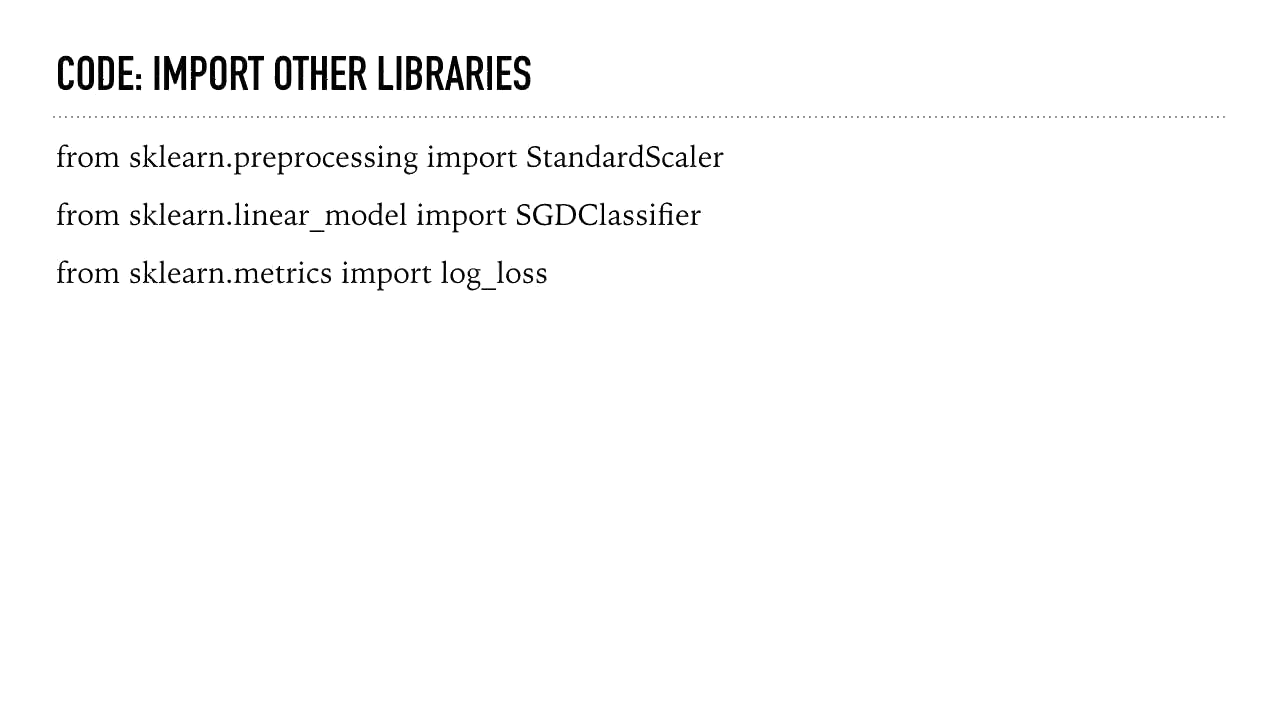 CODE: IMPORT OTHER LIBRARIES
from sklearn.preprocessing import StandardScaler
from sklearn.linear_model import SGDClassifier
from sklearn.metrics import log_loss